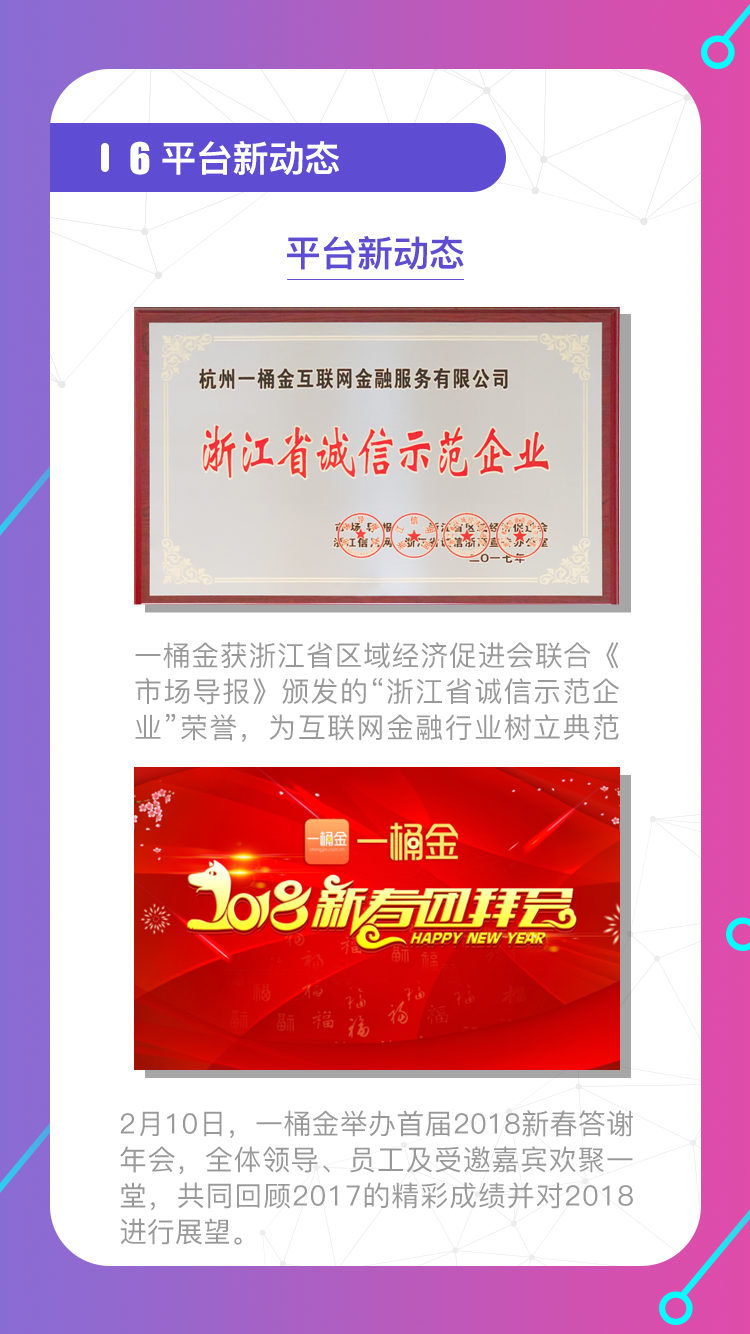 06 平台新动态
平台新动态
杭州一桶金互联网金融服务有限公司
浙江省诚信示范企业
二〇一七年
一桶金获浙江省区域经济促进会联合《
市场导报》颁发的“浙江省诚信示范企
业”荣誉，为互联网金融行业树立典范
一桶金
一桶金
2018新春团拜会
HAPPY NEW YEAR
2月10日，一桶金举办首届2018新春答谢
年会，全体领导、员工及受邀嘉宾欢聚一
堂，共同回顾2017的精彩成绩并对2018
进行展望。